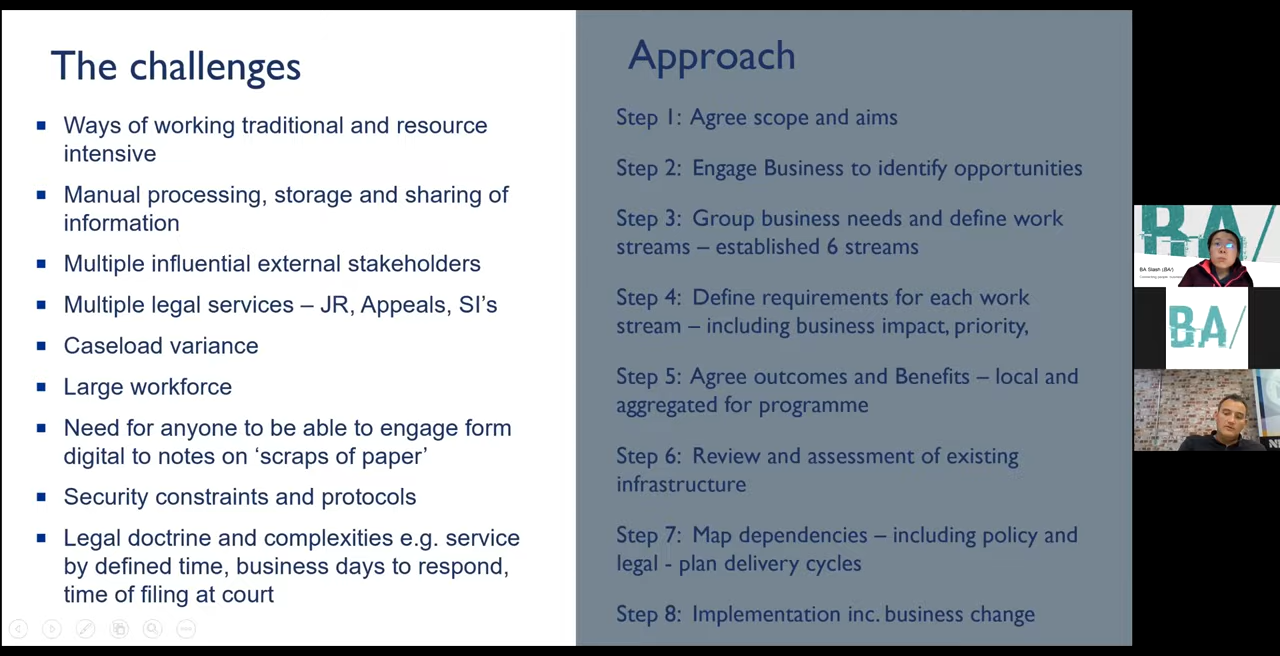 The challenges
Ways of working traditional and resource
intensive
Manual processing, storage and sharing of
information
Multiple influential external stakeholders
Multiple legal services – JR, Appeals, SI's
Caseload variance
Large workforce
Need for anyone to be able to engage form
digital to notes on ‘scraps of paper’
Security constraints and protocols
Legal doctrine and complexities e.g. service
by defined time, business days to respond,
time of filing at court
Approach
Step 1: Agree scope and aims
Step 2: Engage Business to identify opportunities
Step 3: Group business needs and define work
streams – established 6 streams
Step 4: Define requirements for each work
stream – including business impact, priority,
Step 5: Agree outcomes and Benefits – local and
aggregated for programme
Step 6: Review and assessment of existing
infrastructure
Step 7: Map dependencies – including policy and
legal - plan delivery cycles
Step 8: Implementation inc. business change
BA/
BA Slash (BA/)
BA/